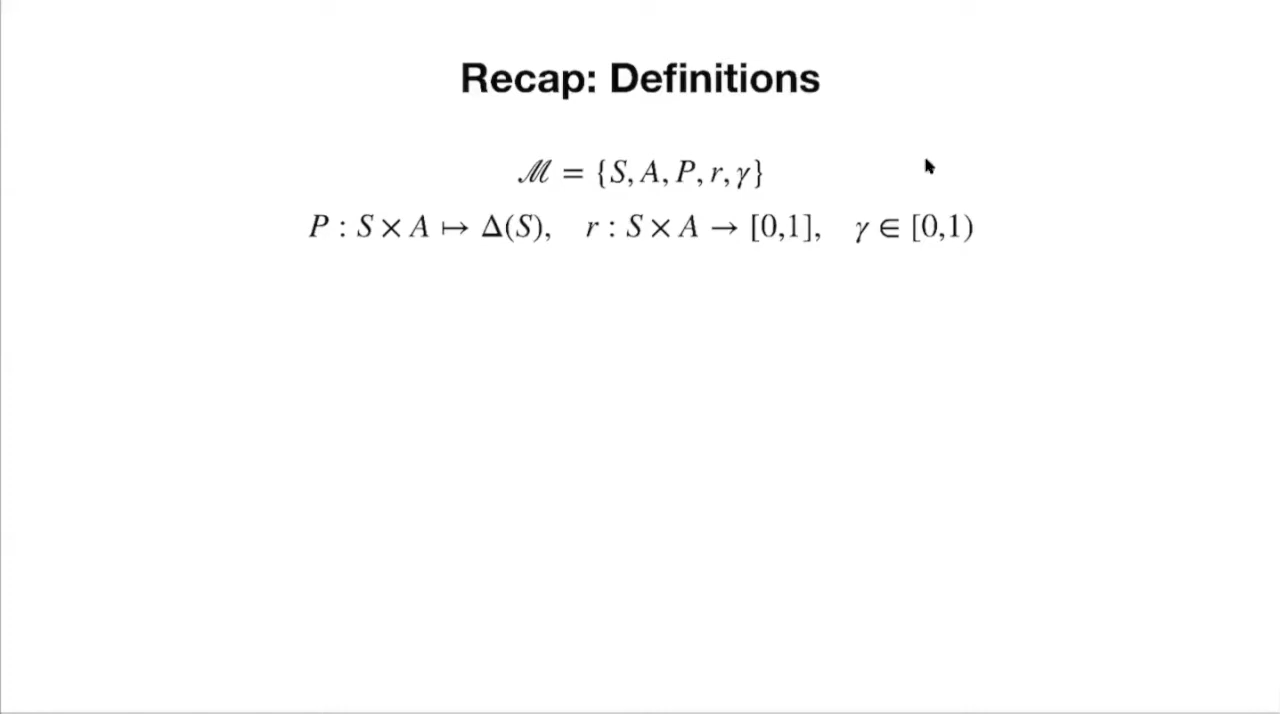 Recap: Definitions
ℳ = {S, A, P, r, γ}
P : S × A ↦ Δ(S), r : S × A → [0,1], γ ∈ [0,1)